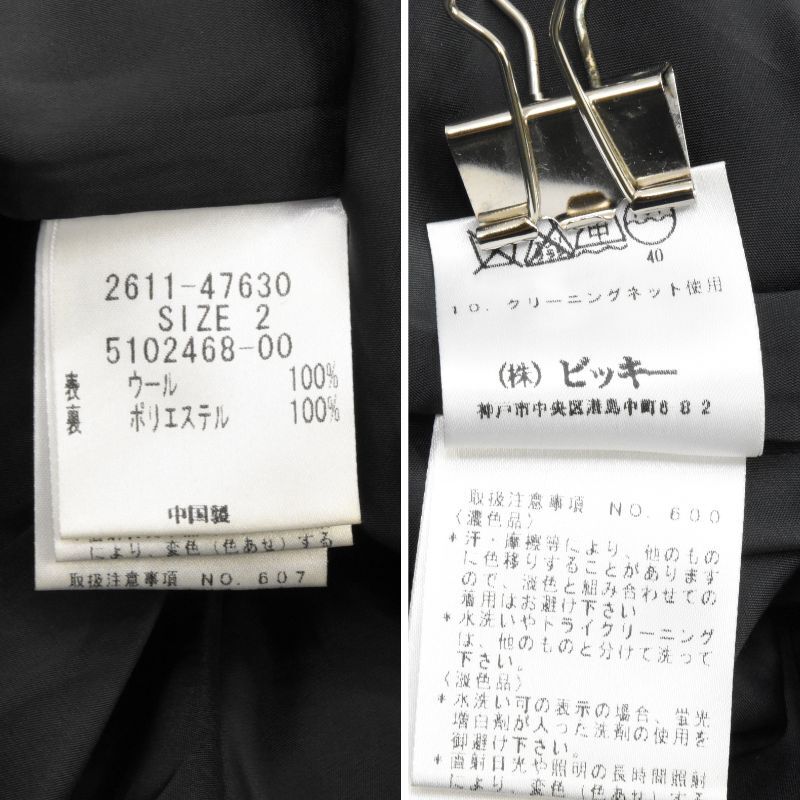 2611-47630
SIZE 2
5102468-00
表 ウール 100%
裏 ポリエステル 100%
中国製
により、変色(色あせ)する
取扱注意事項 NO. 607
中
40
10. クリーニングネット使用
(株) ビッキー
神戸市中央区港島中町6 8 2
取扱注意事項 NO. 600
〈濃色品〉
* 汗・摩擦等により、他のもの
に色移りすることがあります
ので、淡色と組み合わせての
着用はお避け下さい
* 水洗いやドライクリーニング
は、他のものと分けて洗って
下さい。
〈淡色品〉
* 水洗い可の表示の場合、蛍光
増白剤が入った洗剤の使用を
御避け下さい。
* 直射日光や照明の長時間照射
により、変色(色あせ)する